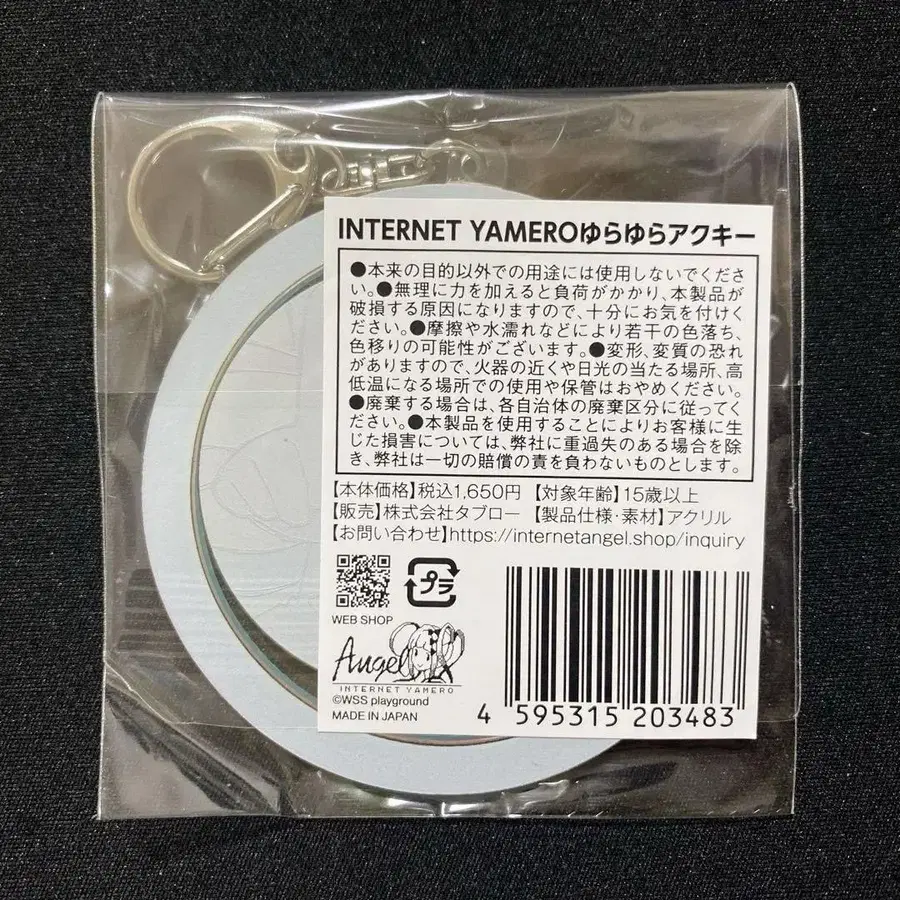 INTERNET YAMEROゆらゆらアクキー
●本来の目的以外での用途には使用しないでくださ
い。●無理に力を加えると負荷がかかり、本製品が
破損する原因になりますので、十分にお気を付けく
ださい。●摩擦や水濡れなどにより若干の色落ち、
色移りの可能性がございます。●変形、変質の恐れ
がありますので、火器の近くや日光の当たる場所、高
低温になる場所での使用や保管はおやめください。
●廃棄する場合は、各自治体の廃棄区分に従ってく
ださい。●本製品を使用することによりお客様に生
じた損害については、弊社に重過失のある場合を除
き、弊社は一切の賠償の責を負わないものとします。
【本体価格】税込1,650円 【対象年齢】15歳以上
【販売】株式会社タブロー 【製品仕様・素材】アクリル
【お問い合わせ】https://internetangel.shop/inquiry
プラ
WEB SHOP
Angel
INTERNET YAMERO
©WSS playground
MADE IN JAPAN
4 595315 203483